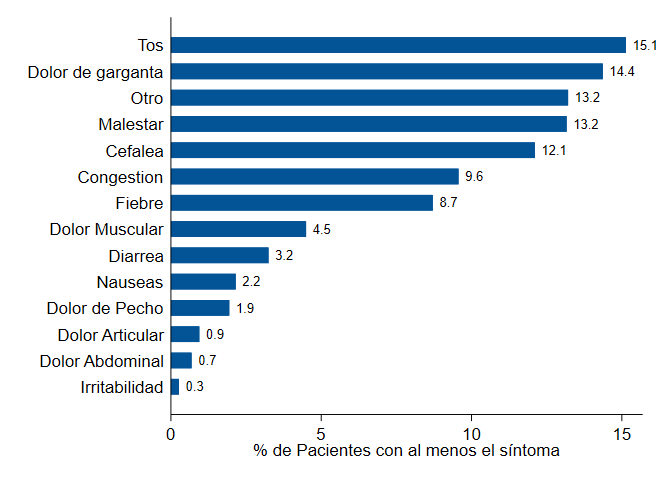 Tos 15.1
Dolor de garganta 14.4
Otro 13.2
Malestar 13.2
Cefalea 12.1
Congestion 9.6
Fiebre 8.7
Dolor Muscular 4.5
Diarrea 3.2
Nauseas 2.2
Dolor de Pecho 1.9
Dolor Articular 0.9
Dolor Abdominal 0.7
Irritabilidad 0.3
0 5 10 15
% de Pacientes con al menos el síntoma